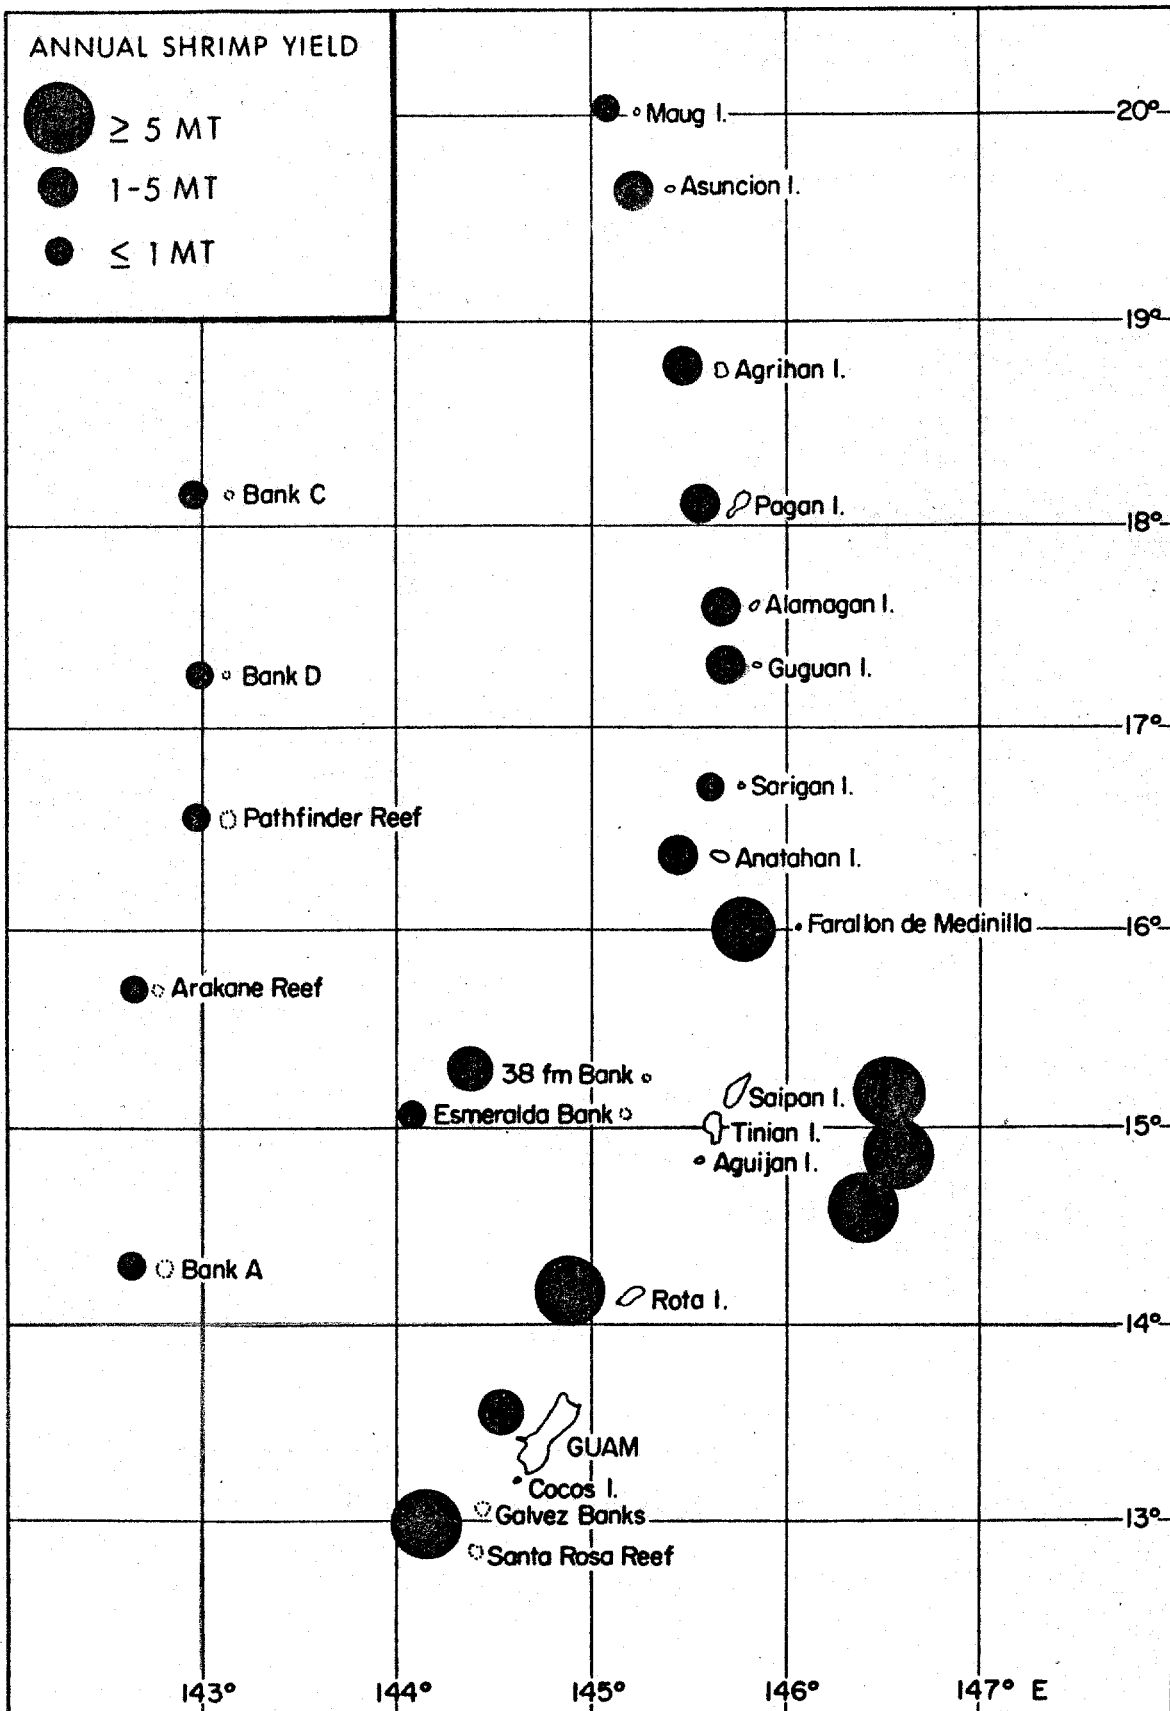 ANNUAL SHRIMP YIELD
≥ 5 MT
1-5 MT
≤ 1 MT
Maug I.
20°
Asuncion I.
19°
Agrihan I.
Bank C
Pagan I.
18°
Alamagan I.
Guguan I.
Bank D
17°
Sarigan I.
Pathfinder Reef
Anatahan I.
Farallon de Medinilla
16°
Arakane Reef
38 fm Bank
Saipan I.
Esmeralda Bank
15°
Tinian I.
Aguijan I.
Bank A
Rota I.
14°
GUAM
Cocos I.
Galvez Banks
13°
Santa Rosa Reef
143°
144°
145°
146°
147° E